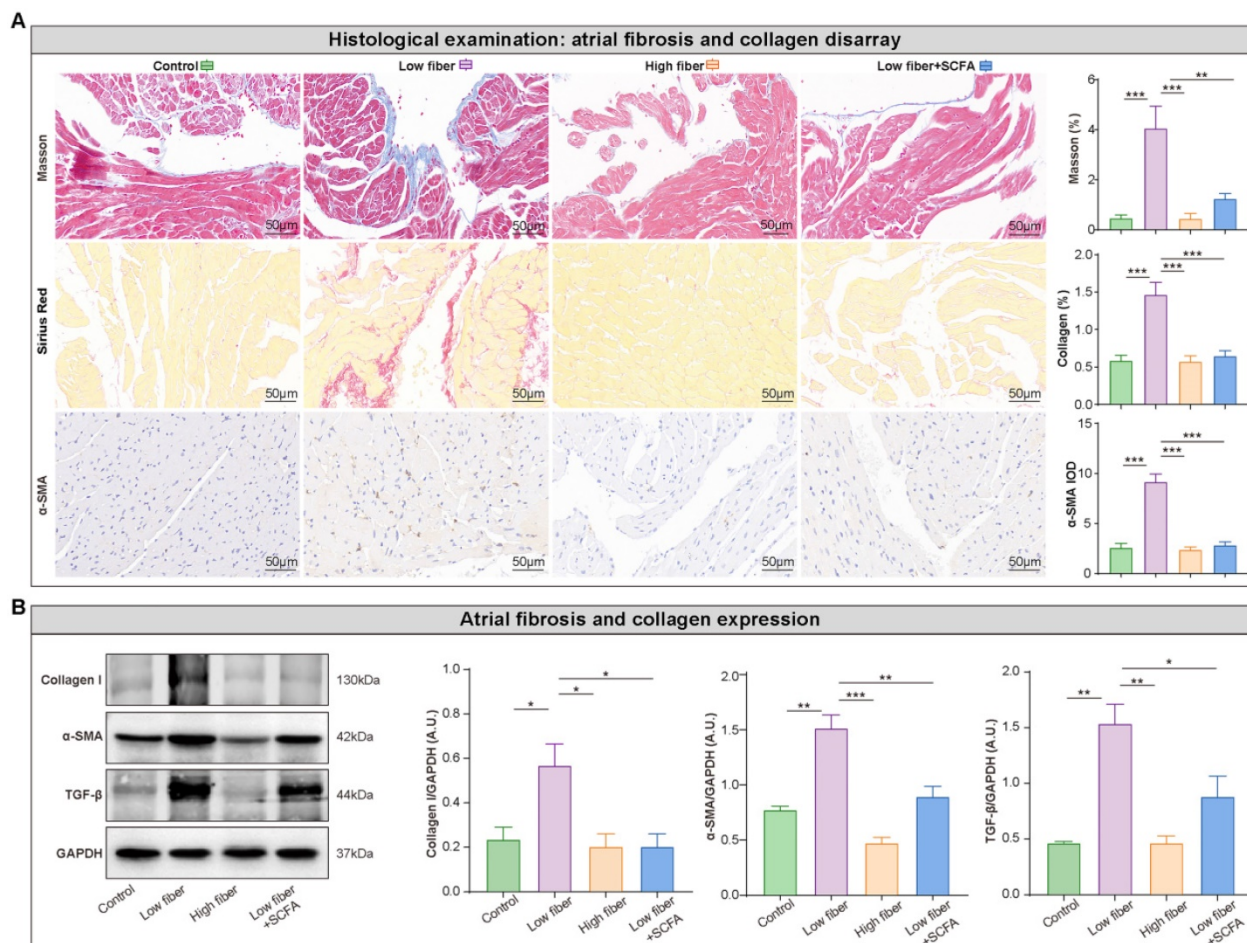 A
Histological examination: atrial fibrosis and collagen disarray
Control
Low fiber
High fiber
Low fiber+SCFA
Masson
50μm
50μm
50μm
50μm
Sirius Red
50μm
50μm
50μm
50μm
α-SMA
50μm
50μm
50μm
50μm
Masson (%)
6
4
2
0
***
***
**
Collagen (%)
2.0
1.5
1.0
0.5
0.0
***
***
***
α-SMA IOD
15
10
5
0
***
***
***
B
Atrial fibrosis and collagen expression
Collagen I
130kDa
α-SMA
42kDa
TGF-β
44kDa
GAPDH
37kDa
Control
Low fiber
High fiber
Low fiber
+SCFA
Collagen I/GAPDH (A.U.)
1.0
0.8
0.6
0.4
0.2
0.0
*
*
*
Control
Low fiber
High fiber
Low fiber
+SCFA
α-SMA/GAPDH (A.U.)
2.0
1.5
1.0
0.5
0.0
**
***
**
Control
Low fiber
High fiber
Low fiber
+SCFA
TGF-β/GAPDH (A.U.)
2.0
1.5
1.0
0.5
0.0
**
**
*
Control
Low fiber
High fiber
Low fiber
+SCFA